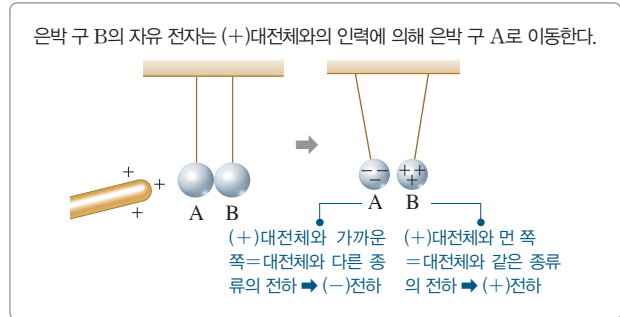 은박 구 B의 자유 전자는 (+)대전체와의 인력에 의해 은박 구 A로 이동한다.
+
+
+
A B
➡
− − −
+ + +
A B
(+)대전체와 가까운
쪽=대전체와 다른 종
류의 전하 ➡ (−)전하
(+)대전체와 먼 쪽
=대전체와 같은 종류
의 전하 ➡ (+)전하